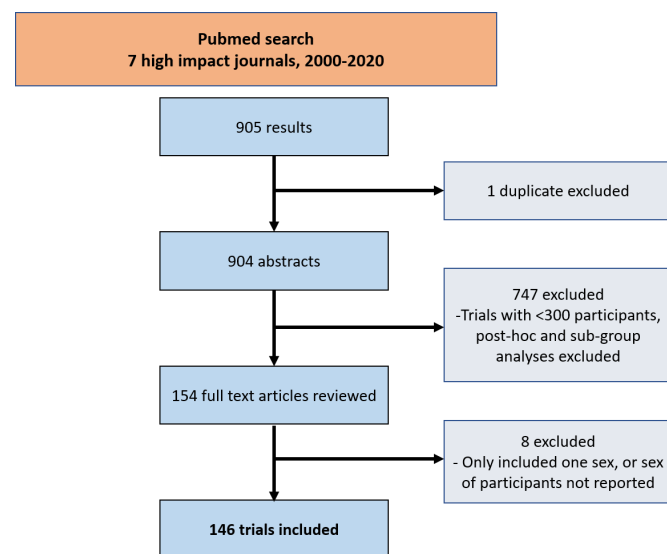 Pubmed search
7 high impact journals, 2000-2020
905 results
1 duplicate excluded
904 abstracts
747 excluded
-Trials with <300 participants,
post-hoc and sub-group
analyses excluded
154 full text articles reviewed
8 excluded
- Only included one sex, or sex
of participants not reported
146 trials included